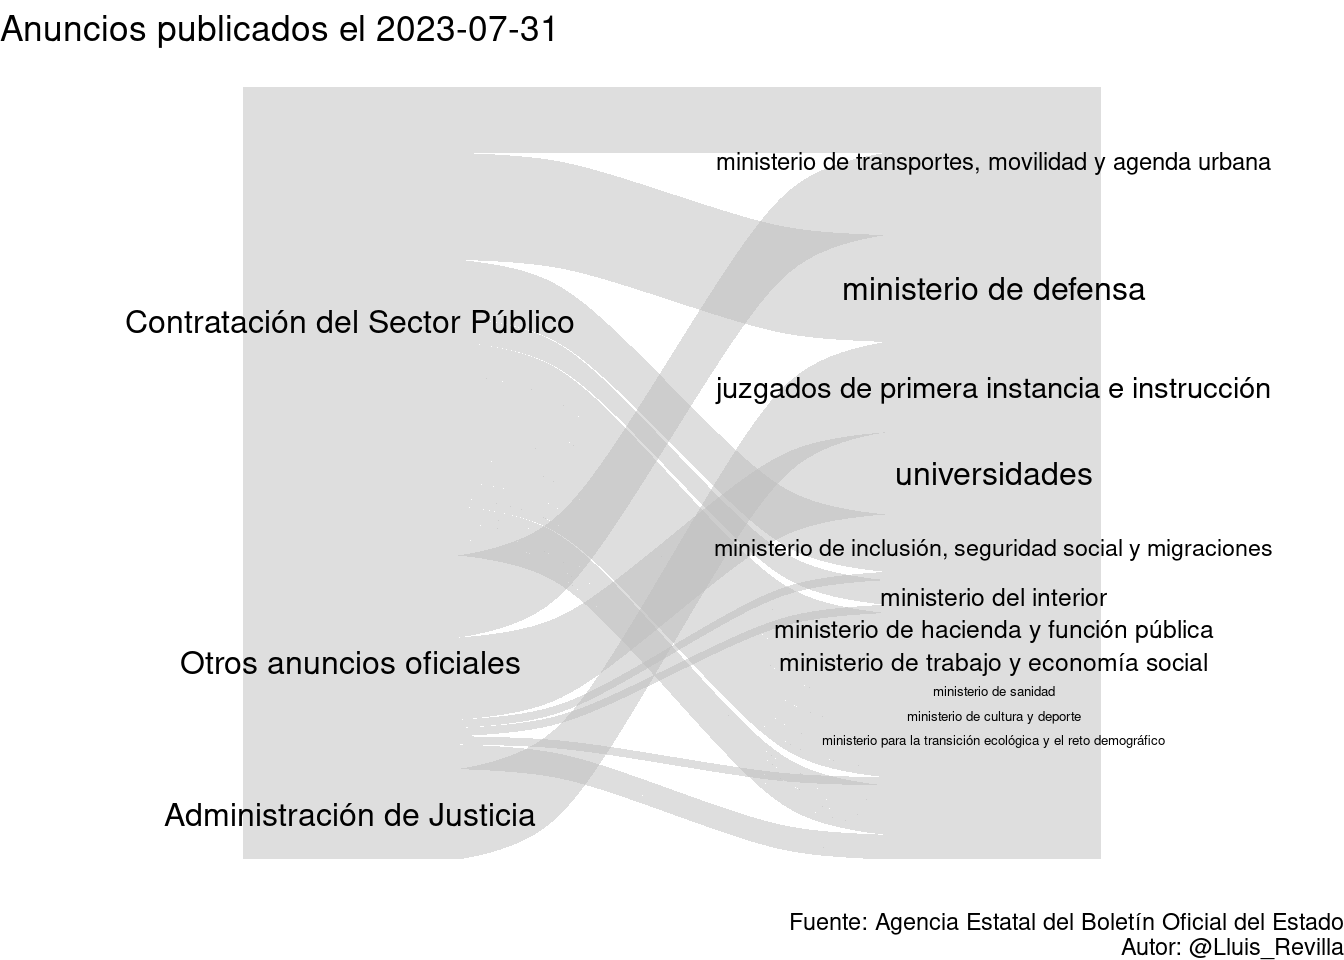 Anuncios publicados el 2023-07-31
ministerio de transportes, movilidad y agenda urbana
ministerio de defensa
Contratación del Sector Público
juzgados de primera instancia e instrucción
universidades
ministerio de inclusión, seguridad social y migraciones
ministerio del interior
ministerio de hacienda y función pública
Otros anuncios oficiales
ministerio de trabajo y economía social
ministerio de sanidad
ministerio de cultura y deporte
ministerio para la transición ecológica y el reto demográfico
Administración de Justicia
Fuente: Agencia Estatal del Boletín Oficial del Estado
Autor: @Lluis_Revilla